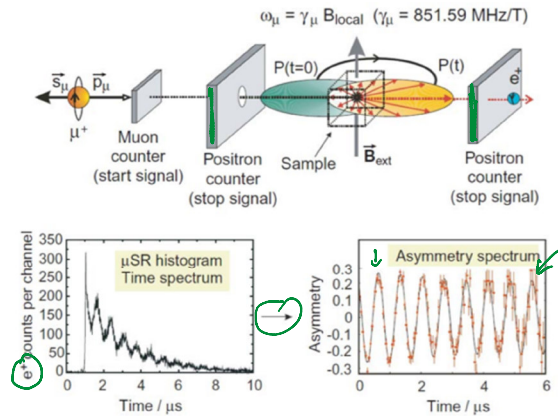 ωμ = γμ Blocal (γμ = 851.59 MHz/T)
P(t=0)
P(t)
e+
sμ
pμ
μ+
Muon
counter
(start signal)
Positron
counter
(stop signal)
Sample
Bext
Positron
counter
(stop signal)
μSR histogram
Time spectrum
e+ counts per channel
350
300
250
200
150
100
50
0
0 2 4 6 8 10
Time / μs
Asymmetry spectrum
Asymmetry
0.3
0.2
0.1
0
-0.1
-0.2
-0.3
0 2 4 6
Time / μs